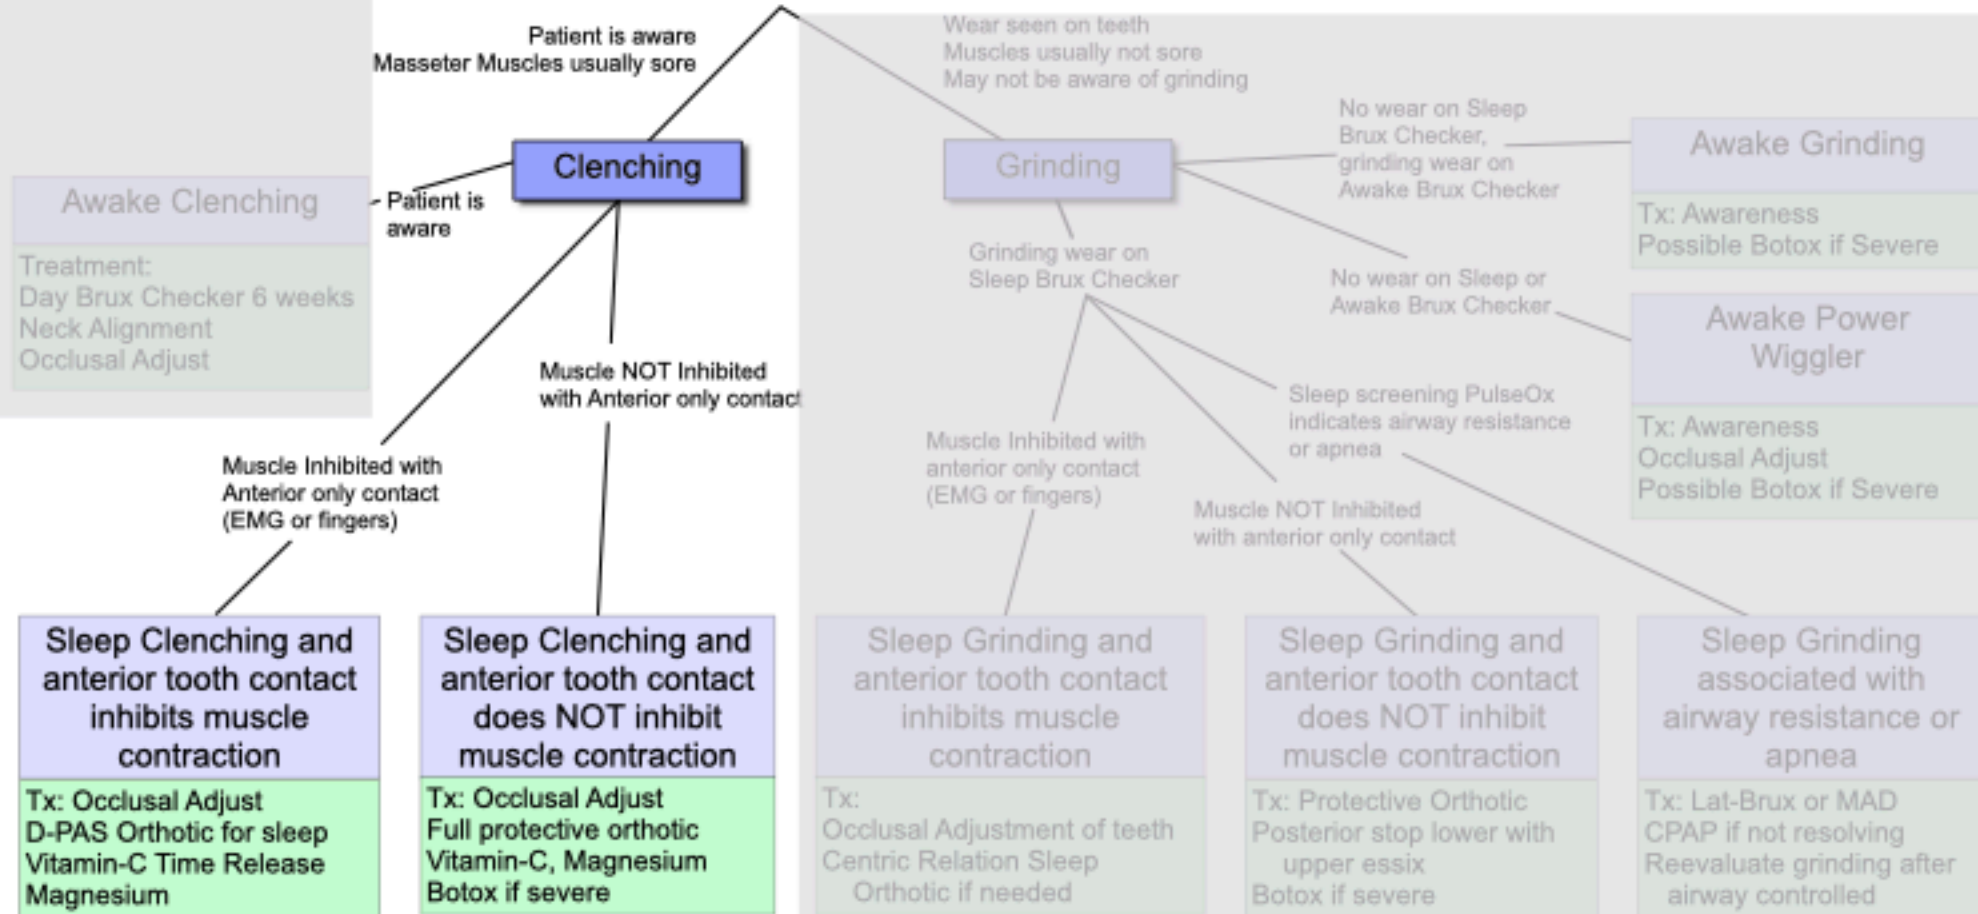 Patient is aware
Masseter Muscles usually sore
Wear seen on teeth
Muscles usually not sore
May not be aware of grinding
Clenching
Grinding
No wear on Sleep
Brux Checker,
grinding wear on
Awake Brux Checker
Awake Grinding
Tx: Awareness
Possible Botox if Severe
Awake Clenching
Patient is
aware
Treatment:
Day Brux Checker 6 weeks
Neck Alignment
Occlusal Adjust
Grinding wear on
Sleep Brux Checker
No wear on Sleep or
Awake Brux Checker
Awake Power
Wiggler
Tx: Awareness
Occlusal Adjust
Possible Botox if Severe
Muscle NOT Inhibited
with Anterior only contact
Sleep screening PulseOx
indicates airway resistance
or apnea
Muscle Inhibited with
Anterior only contact
(EMG or fingers)
Muscle Inhibited with
anterior only contact
(EMG or fingers)
Muscle NOT Inhibited
with anterior only contact
Sleep Clenching and
anterior tooth contact
inhibits muscle
contraction
Tx: Occlusal Adjust
D-PAS Orthotic for sleep
Vitamin-C Time Release
Magnesium
Sleep Clenching and
anterior tooth contact
does NOT inhibit
muscle contraction
Tx: Occlusal Adjust
Full protective orthotic
Vitamin-C, Magnesium
Botox if severe
Sleep Grinding and
anterior tooth contact
inhibits muscle
contraction
Tx:
Occlusal Adjustment of teeth
Centric Relation Sleep
Orthotic if needed
Sleep Grinding and
anterior tooth contact
does NOT inhibit
muscle contraction
Tx: Protective Orthotic
Posterior stop lower with
upper essix
Botox if severe
Sleep Grinding
associated with
airway resistance or
apnea
Tx: Lat-Brux or MAD
CPAP if not resolving
Reevaluate grinding after
airway controlled